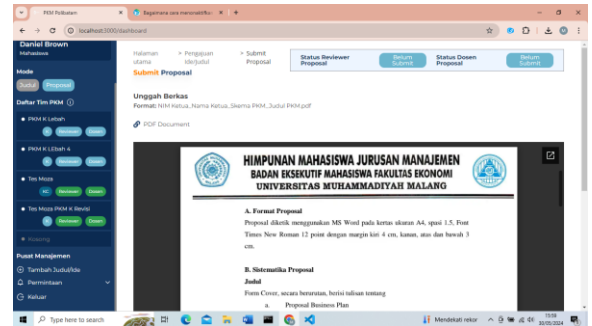 PKM Polibatam
Bagaimana cara menonaktifkan
localhost:3000/dashboard
Daniel Brown
Mahasiswa
Mode
Judul
Proposal
Daftar Tim PKM
PKM K Lebah
K Reviewer Dosen
PKM K LEbah 4
K Reviewer Dosen
Tes Moza
KC Reviewer Dosen
Tes Moza PKM K Revisi
K Reviewer Dosen
Kosong
Pusat Manajemen
Tambah Judul/Ide
Permintaan
Keluar
Halaman utama > Pengajuan ide/judul > Submit Proposal
Status Reviewer Proposal
Belum Submit
Status Dosen Proposal
Belum Submit
Submit Proposal
Unggah Berkas
Format: NIM Ketua_Nama Ketua_Skema PKM_Judul PKM.pdf
PDF Document
HIMPUNAN MAHASISWA JURUSAN MANAJEMEN
BADAN EKSEKUTIF MAHASISWA FAKULTAS EKONOMI
UNIVERSITAS MUHAMMADIYAH MALANG
A. Format Proposal
Proposal diketik menggunakan MS Word pada kertas ukuran A4, spasi 1.5, Font
Times New Roman 12 point dengan margin kiri 4 cm, kanan, atas dan bawah 3
cm.
B. Sistematika Proposal
Judul
Form Cover, secara berurutan, berisi tulisan tentang
a. Proposal Business Plan
Type here to search
Mendekati rekor
30/05/2024